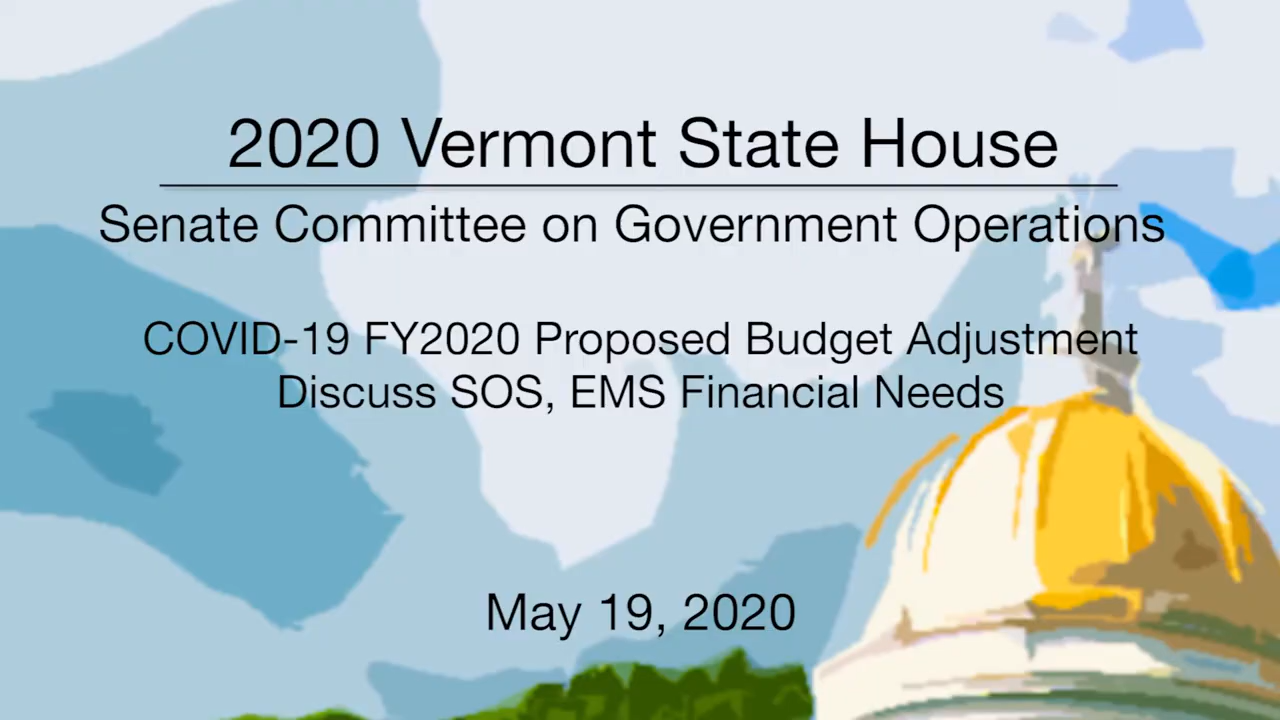 2020 Vermont State House
Senate Committee on Government Operations
COVID-19 FY2020 Proposed Budget Adjustment
Discuss SOS, EMS Financial Needs
May 19, 2020